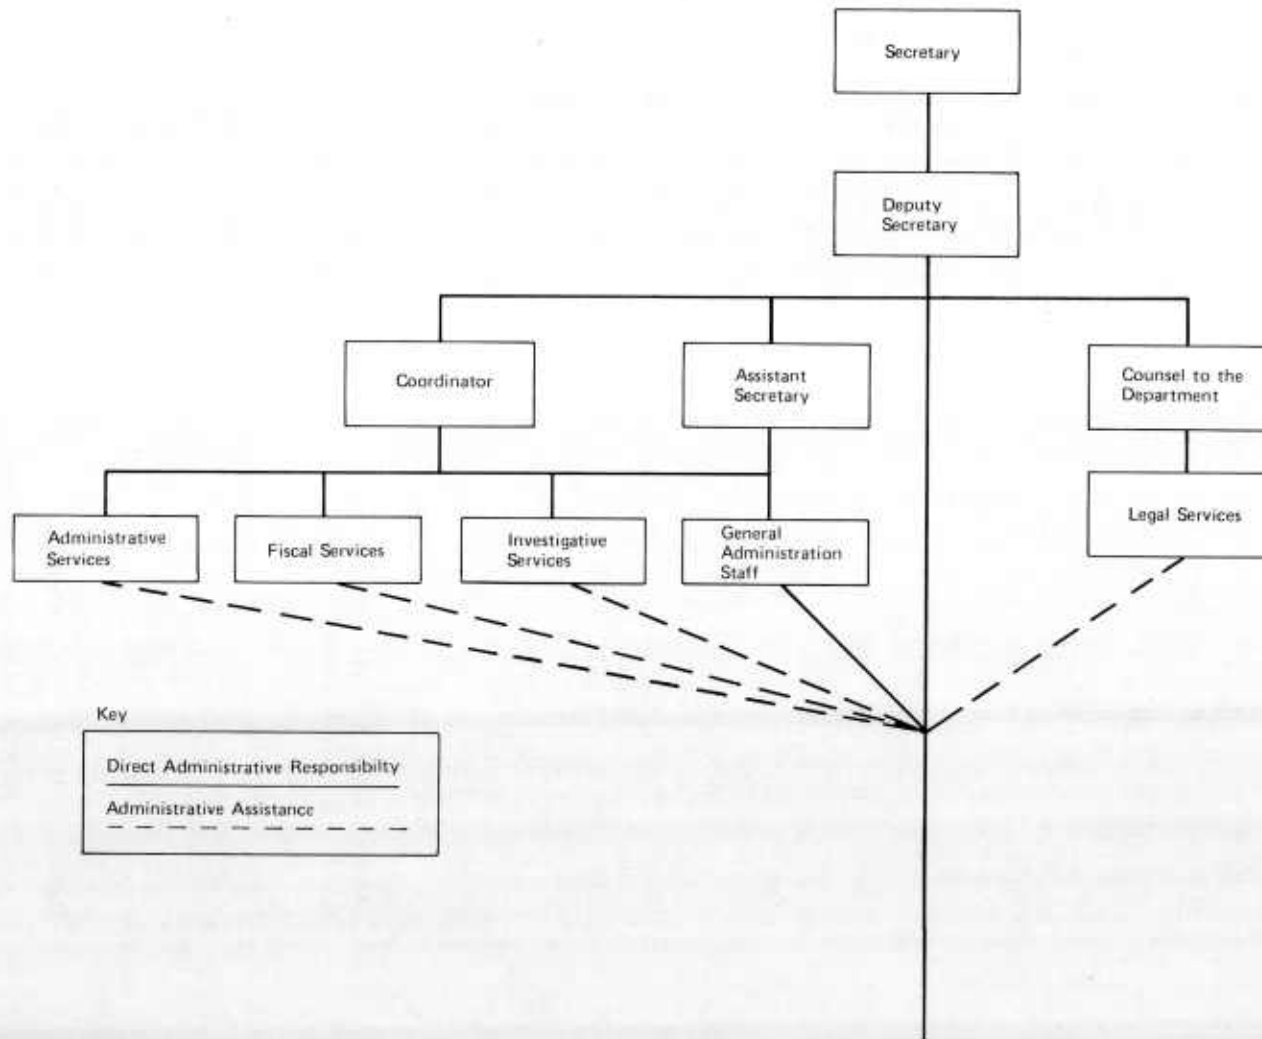 Secretary
Deputy
Secretary
Coordinator
Assistant
Secretary
Counsel to the
Department
Administrative
Services
Fiscal Services
Investigative
Services
General
Administration
Staff
Legal Services
Key
Direct Administrative Responsibilty
Administrative Assistance